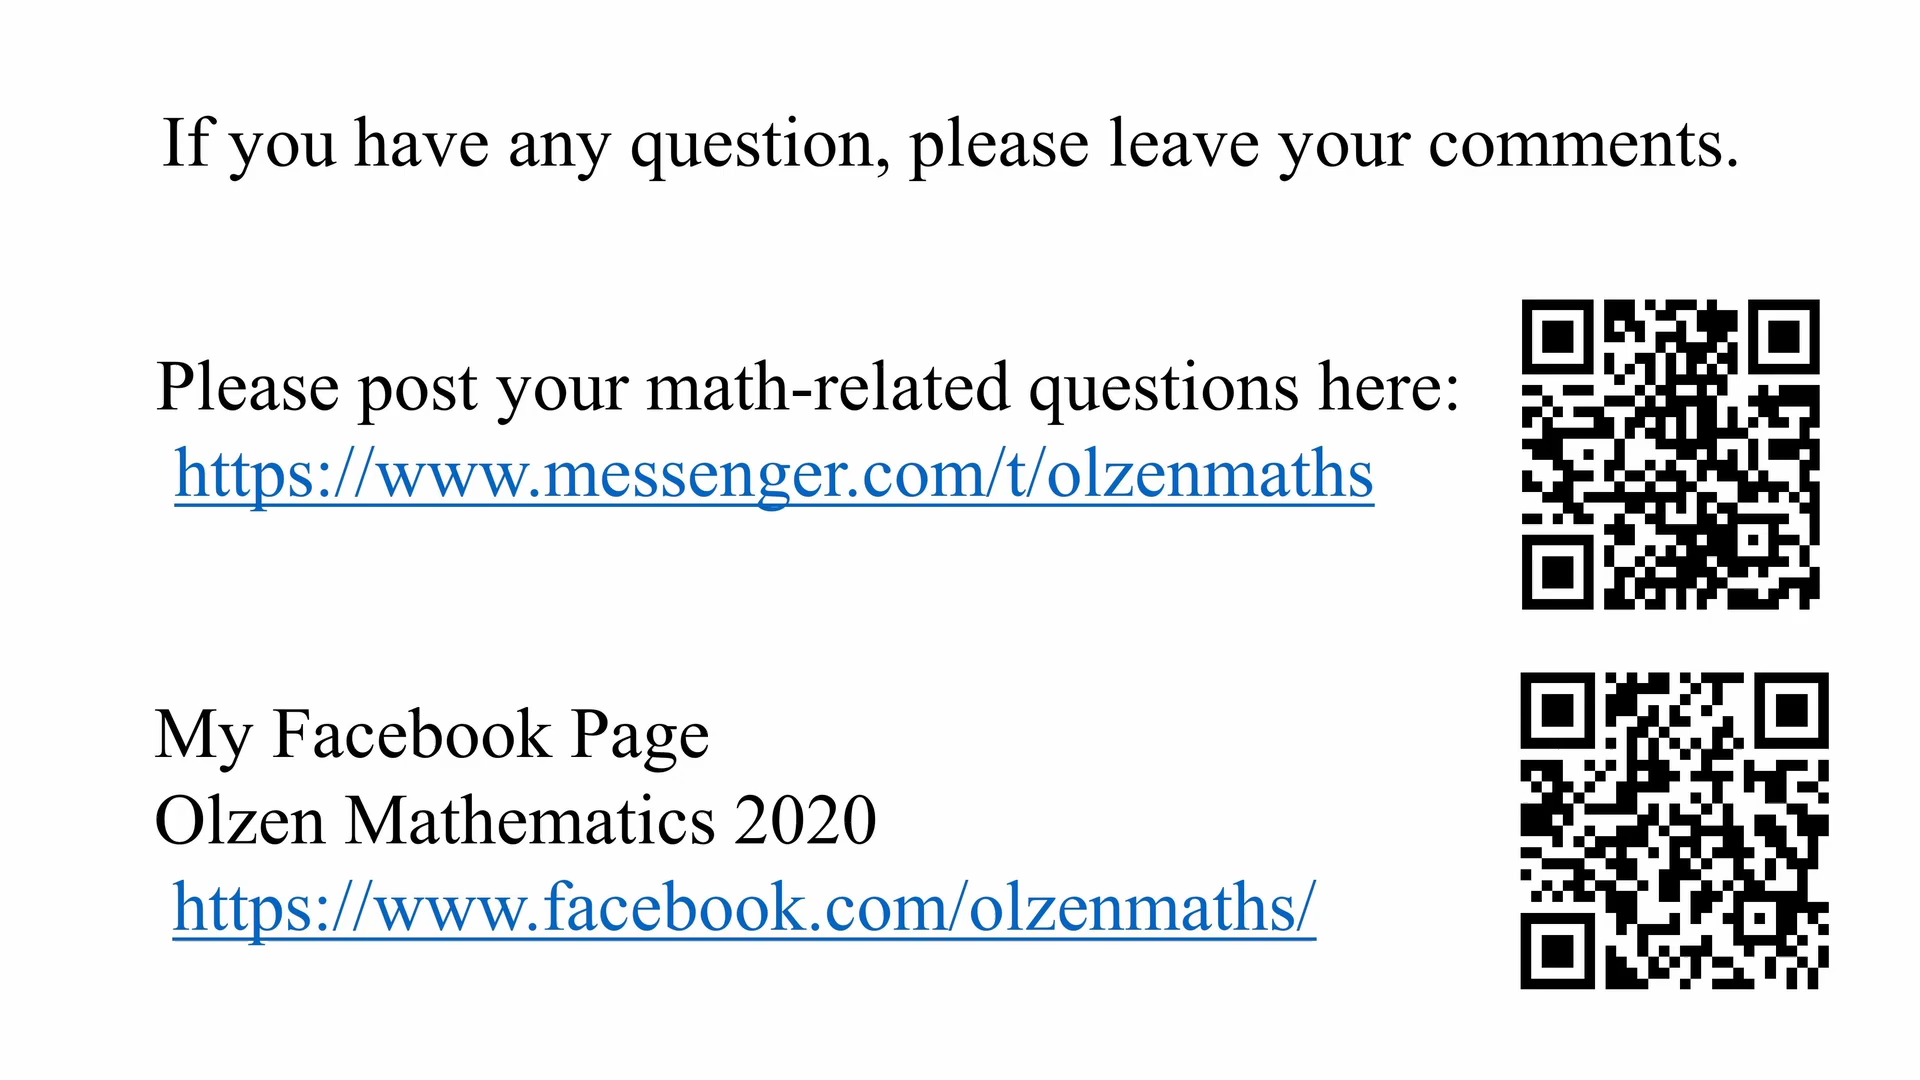 If you have any question, please leave your comments.
Please post your math-related questions here:
https://www.messenger.com/t/olzenmaths
My Facebook Page
Olzen Mathematics 2020
https://www.facebook.com/olzenmaths/